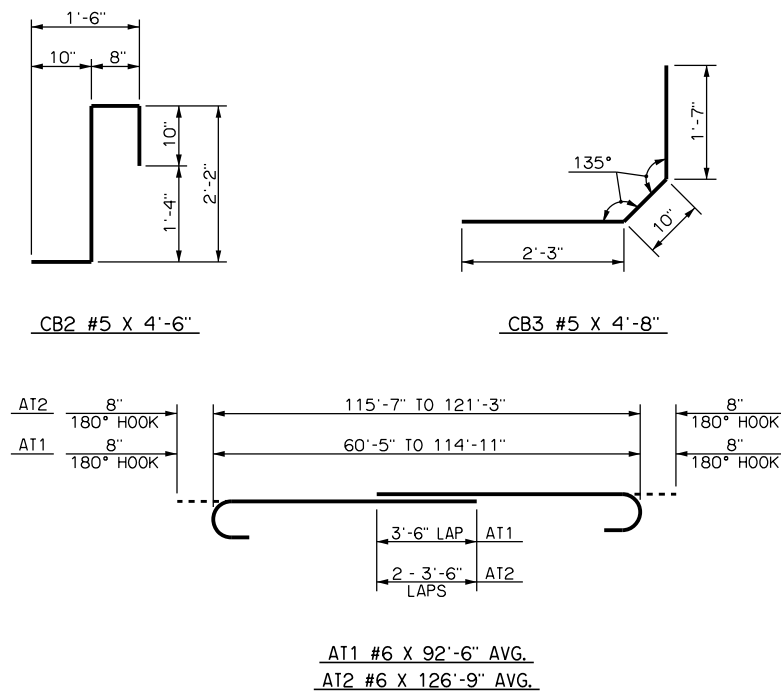 1'-6"
10"
8"
10"
1'-4"
2'-2"
CB2 #5 X 4'-6"
135°
1'-7"
10"
2'-3"
CB3 #5 X 4'-8"
AT2
8"
180° HOOK
115'-7" TO 121'-3"
8"
180° HOOK
AT1
8"
180° HOOK
60'-5" TO 114'-11"
8"
180° HOOK
3'-6" LAP
AT1
2 - 3'-6"
LAPS
AT2
AT1 #6 X 92'-6" AVG.
AT2 #6 X 126'-9" AVG.